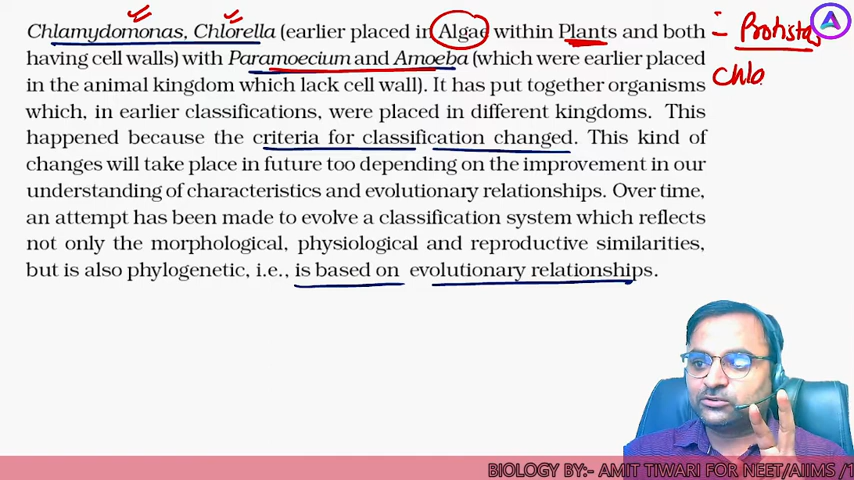 Chlamydomonas, Chlorella (earlier placed in Algae within Plants and both
having cell walls) with Paramoecium and Amoeba (which were earlier placed
in the animal kingdom which lack cell wall). It has put together organisms
which, in earlier classifications, were placed in different kingdoms. This
happened because the criteria for classification changed. This kind of
changes will take place in future too depending on the improvement in our
understanding of characteristics and evolutionary relationships. Over time,
an attempt has been made to evolve a classification system which reflects
not only the morphological, physiological and reproductive similarities,
but is also phylogenetic, i.e., is based on evolutionary relationships.
:- Protistas
Chlo
A
BIOLOGY BY:- AMIT TIWARI FOR NEET/AIIMS /1